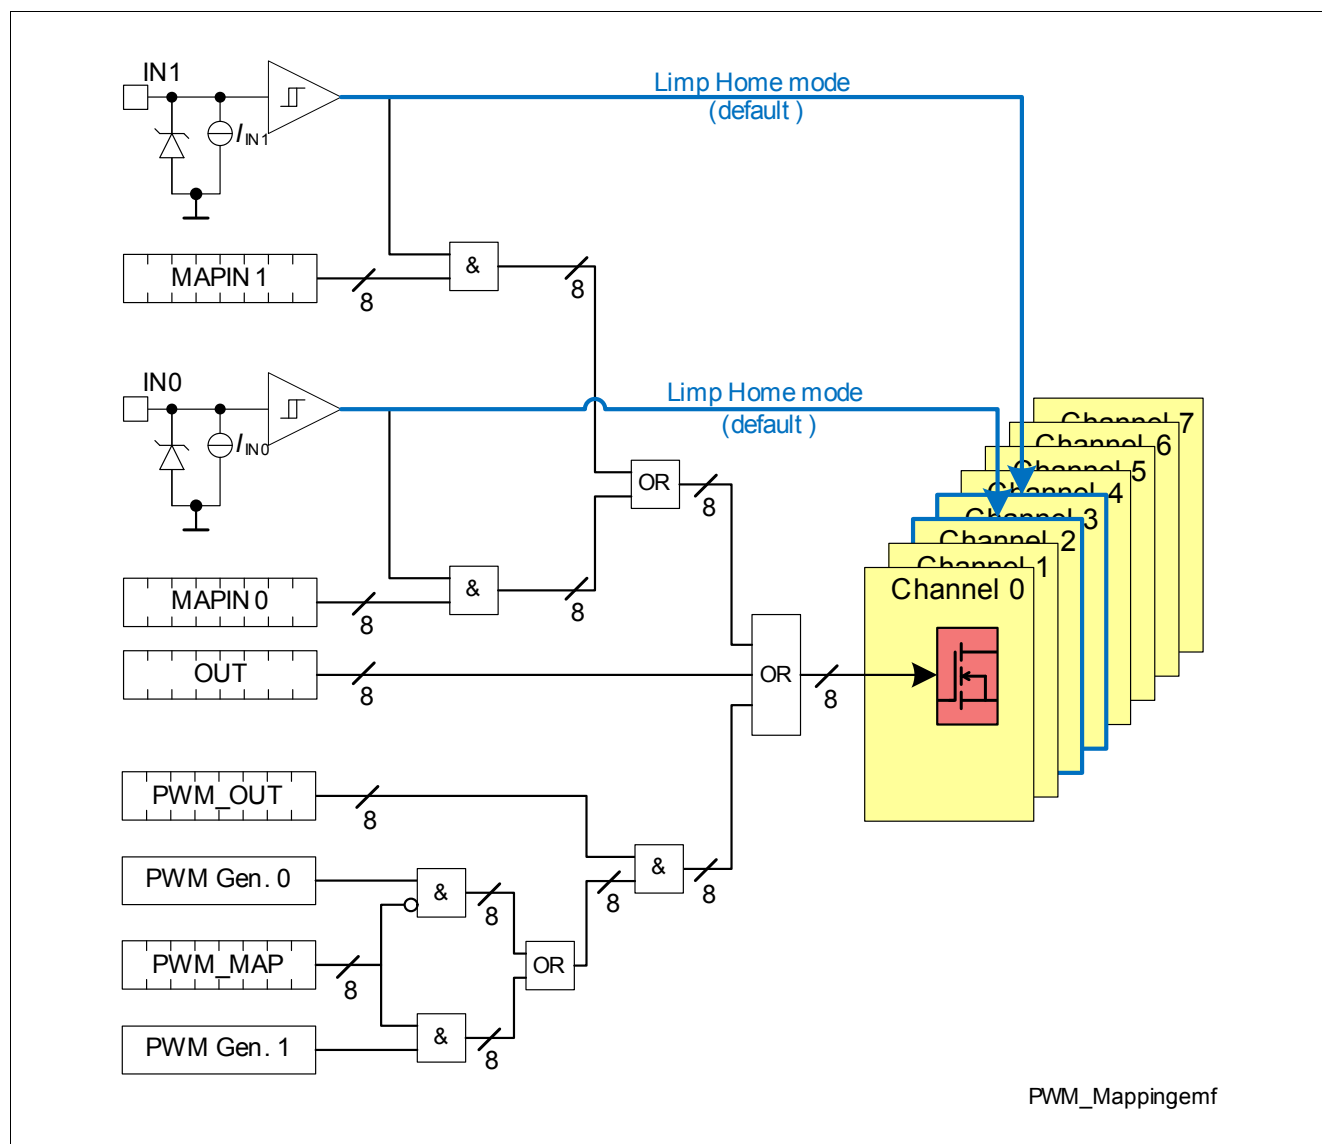 IN1
Limp Home mode
(default )
I IN1
MAPIN 1
&
8
8
IN0
Limp Home mode
(default )
I IN0
Channel 7
Channel 6
Channel 5
Channel 4
Channel 3
Channel 2
Channel 1
Channel 0
OR
8
MAPIN 0
&
8
8
OUT
8
OR
8
PWM_OUT
8
&
8
8
PWM Gen. 0
&
8
PWM_MAP
8
OR
PWM Gen. 1
&
8
PWM_Mappingemf